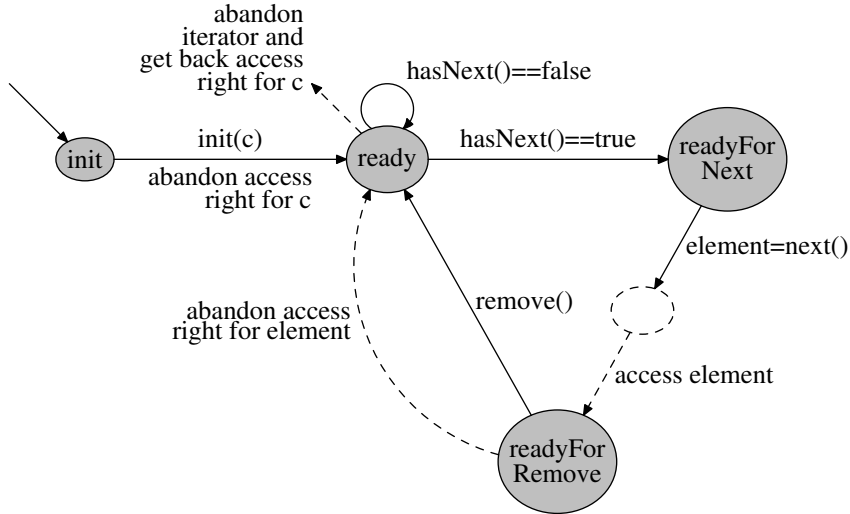 abandon
iterator and
get back access
right for c
hasNext()==false
init
init(c)
abandon access
right for c
ready
hasNext()==true
readyFor
Next
element=next()
abandon access
right for element
remove()
access element
readyFor
Remove